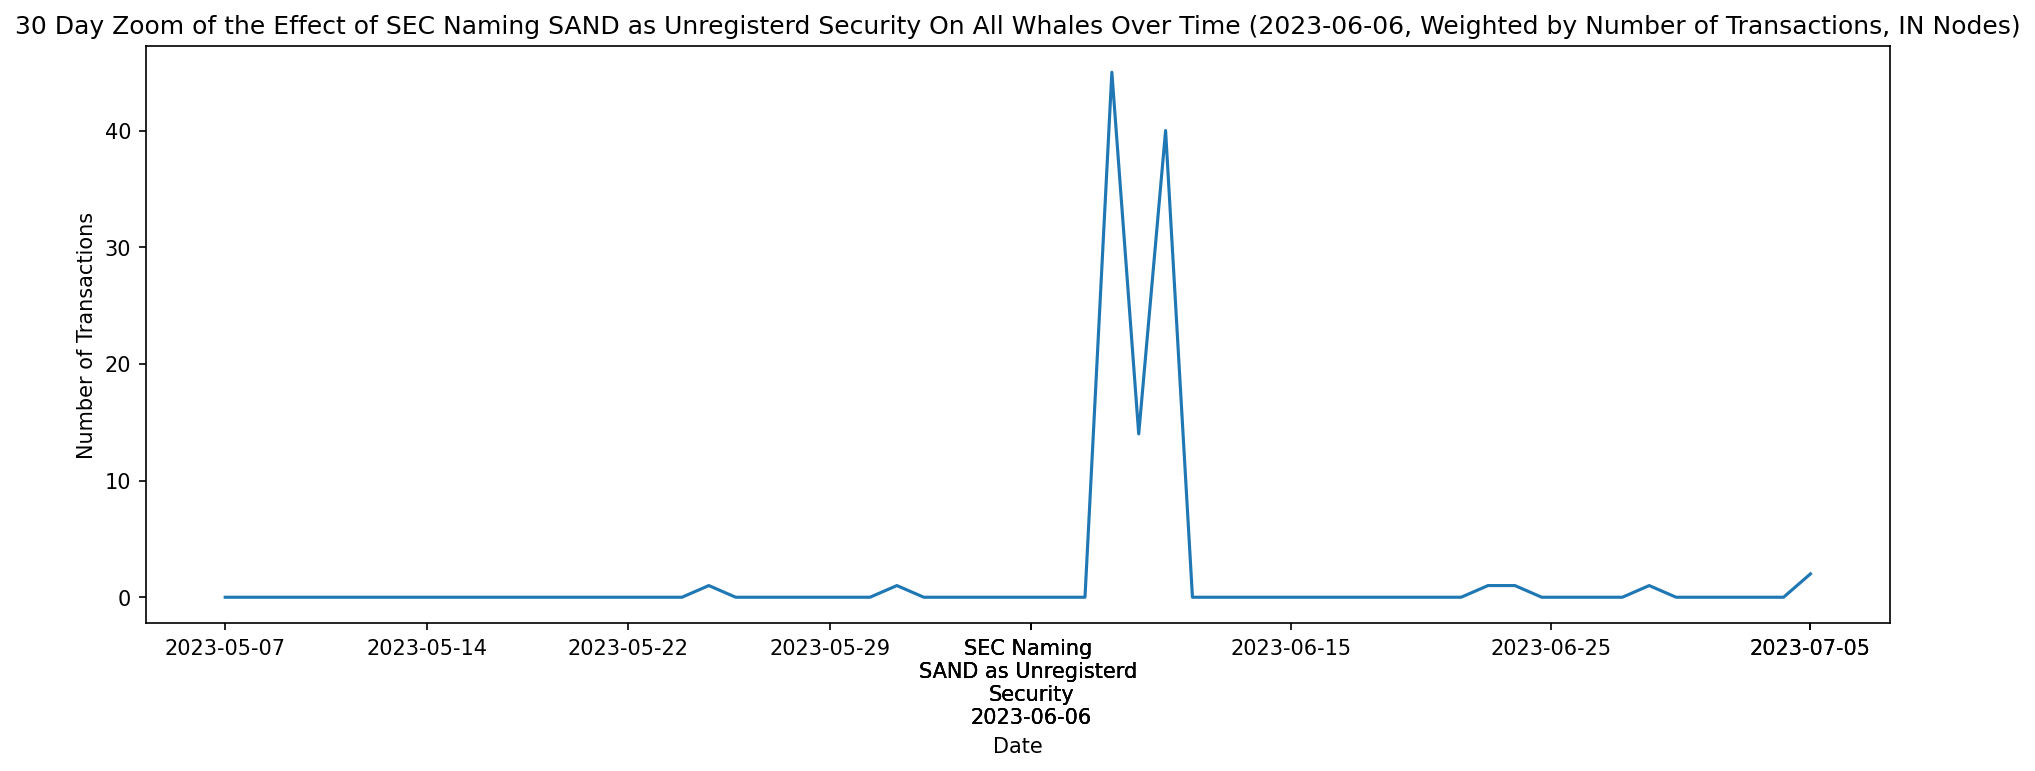 30 Day Zoom of the Effect of SEC Naming SAND as Unregisterd Security On All Whales Over Time (2023-06-06, Weighted by Number of Transactions, IN Nodes)
Number of Transactions
40
30
20
10
0
2023-05-07
2023-05-14
2023-05-22
2023-05-29
SEC Naming
SAND as Unregisterd
Security
2023-06-06
2023-06-15
2023-06-25
2023-07-05
Date